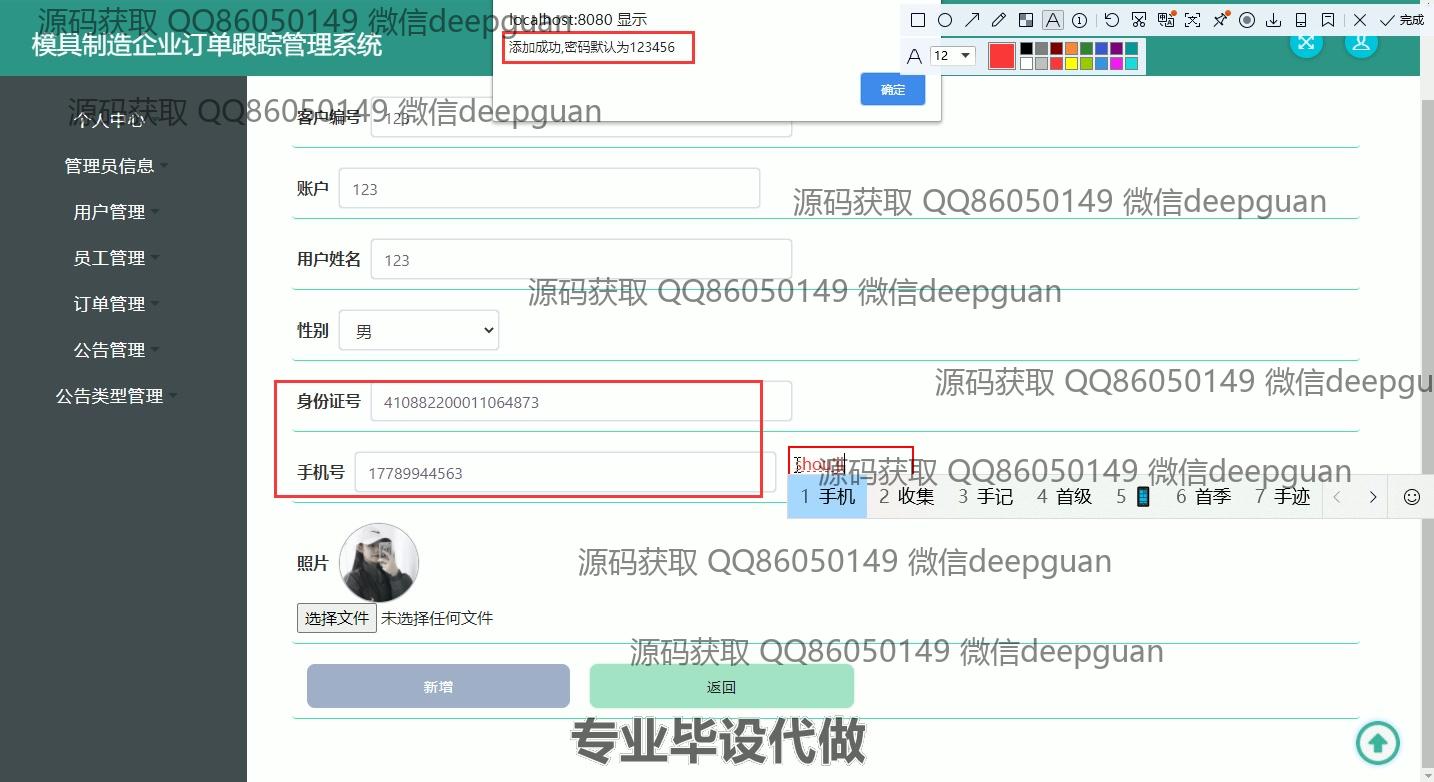 源码获取 QQ86050149 微信deepguan
localhost:8080 显示
完成
模具制造企业订单跟踪管理系统
添加成功,密码默认为123456
A 12
确定
源码获取 QQ86050149 微信deepguan
个人中心
客户编号 123
管理员信息
账户 123
源码获取 QQ86050149 微信deepguan
用户管理
员工管理
用户姓名 123
源码获取 QQ86050149 微信deepguan
订单管理
性别 男
公告管理
源码获取 QQ86050149 微信deepgu
公告类型管理
身份证号 410882200011064873
手机号 17789944563
源码获取 QQ86050149 微信deepguan
1 手机 2 收集 3 手记 4 首级 5 6 首季 7 手迹
照片
源码获取 QQ86050149 微信deepguan
选择文件 未选择任何文件
源码获取 QQ86050149 微信deepguan
新增 返回
专业毕设代做